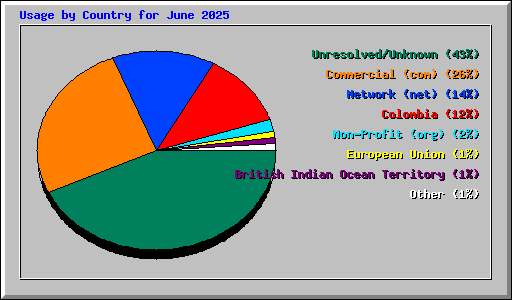 Usage by Country for June 2025
Unresolved/Unknown (43%)
Commercial (com) (26%)
Network (net) (14%)
Colombia (12%)
Non-Profit (org) (2%)
European Union (1%)
British Indian Ocean Territory (1%)
Other (1%)